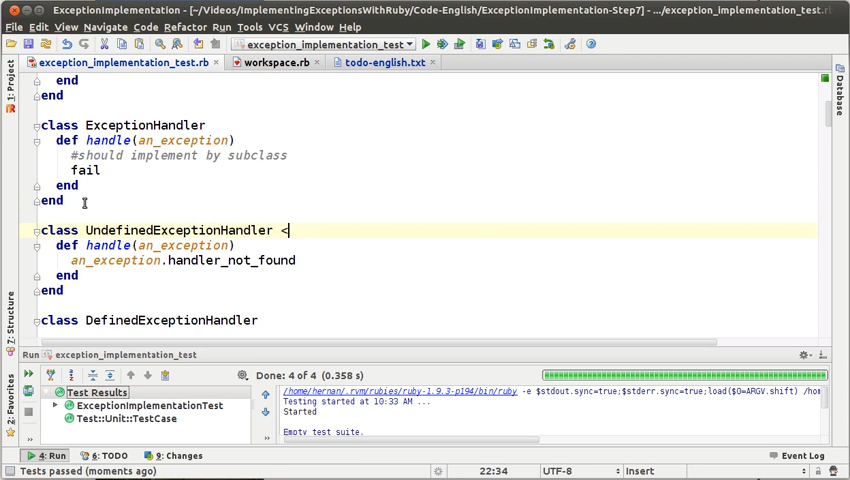 ExceptionImplementation - [~/Videos/ImplementingExceptionsWithRuby/Code-English/ExceptionImplementation-Step7] - .../exception_implementation_test.rb
File Edit View Navigate Code Refactor Run Tools VCS Window Help
exception_implementation_test
exception_implementation_test.rb workspace.rb todo-english.txt
1: Project
Database
end
end
class ExceptionHandler
def handle(an_exception)
#should implement by subclass
fail
end
end
class UndefinedExceptionHandler <
def handle(an_exception)
an_exception.handler_not_found
end
end
class DefinedExceptionHandler
7: Structure
2: Favorites
Run exception_implementation_test
Done: 4 of 4 (0.358 s)
Test Results
ExceptionImplementationTest
Test::Unit::TestCase
/home/hernan/.rvm/rubies/ruby-1.9.3-p194/bin/ruby -e $stdout.sync=true;$stderr.sync=true;load($0=ARGV.shift) /hom
Testing started at 10:33 AM ...
Started
Empty test suite.
4: Run 6: TODO 9: Changes Event Log
Tests passed (moments ago) 22:34 UTF-8 Insert